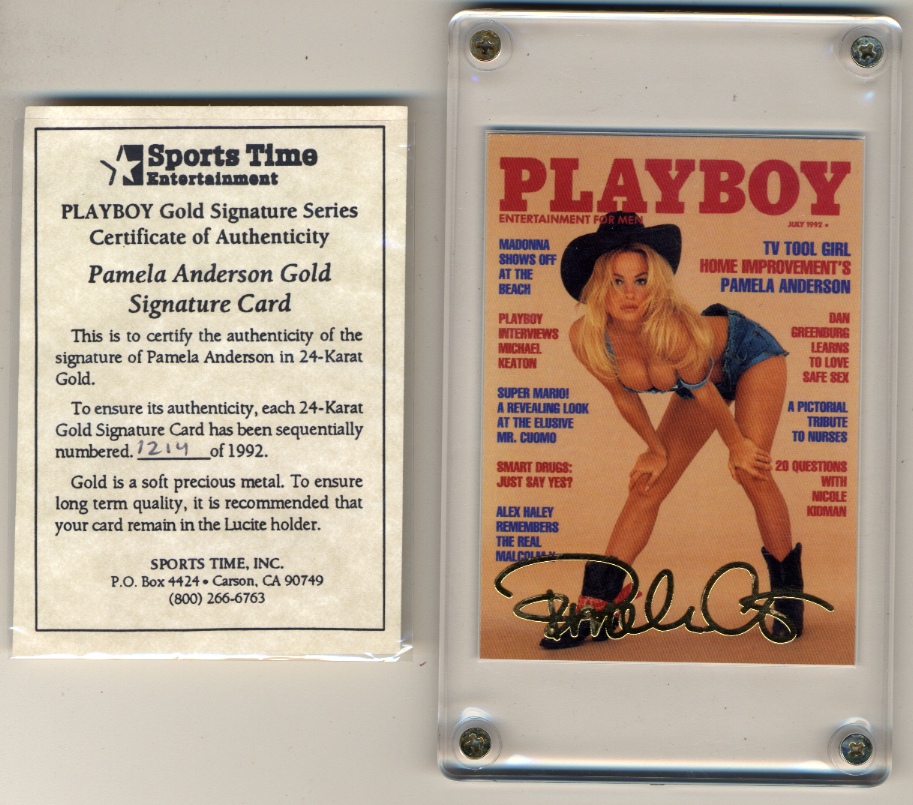 Sports Time
Entertainment
PLAYBOY Gold Signature Series
Certificate of Authenticity
Pamela Anderson Gold
Signature Card
This is to certify the authenticity of the
signature of Pamela Anderson in 24-Karat
Gold.
To ensure its authenticity, each 24-Karat
Gold Signature Card has been sequentially
numbered. 1214 of 1992.
Gold is a soft precious metal. To ensure
long term quality, it is recommended that
your card remain in the Lucite holder.
SPORTS TIME, INC.
P.O. Box 4424 • Carson, CA 90749
(800) 266-6763
PLAYBOY
ENTERTAINMENT FOR MEN
JULY 1992 •
MADONNA
SHOWS OFF
AT THE
BEACH
PLAYBOY
INTERVIEWS
MICHAEL
KEATON
SUPER MARIO!
A REVEALING LOOK
AT THE ELUSIVE
MR. CUOMO
SMART DRUGS:
JUST SAY YES?
ALEX HALEY
REMEMBERS
THE REAL
MALCOLM X
TV TOOL GIRL
HOME IMPROVEMENT'S
PAMELA ANDERSON
DAN
GREENBURG
LEARNS
TO LOVE
SAFE SEX
A PICTORIAL
TRIBUTE
TO NURSES
20 QUESTIONS
WITH
NICOLE
KIDMAN